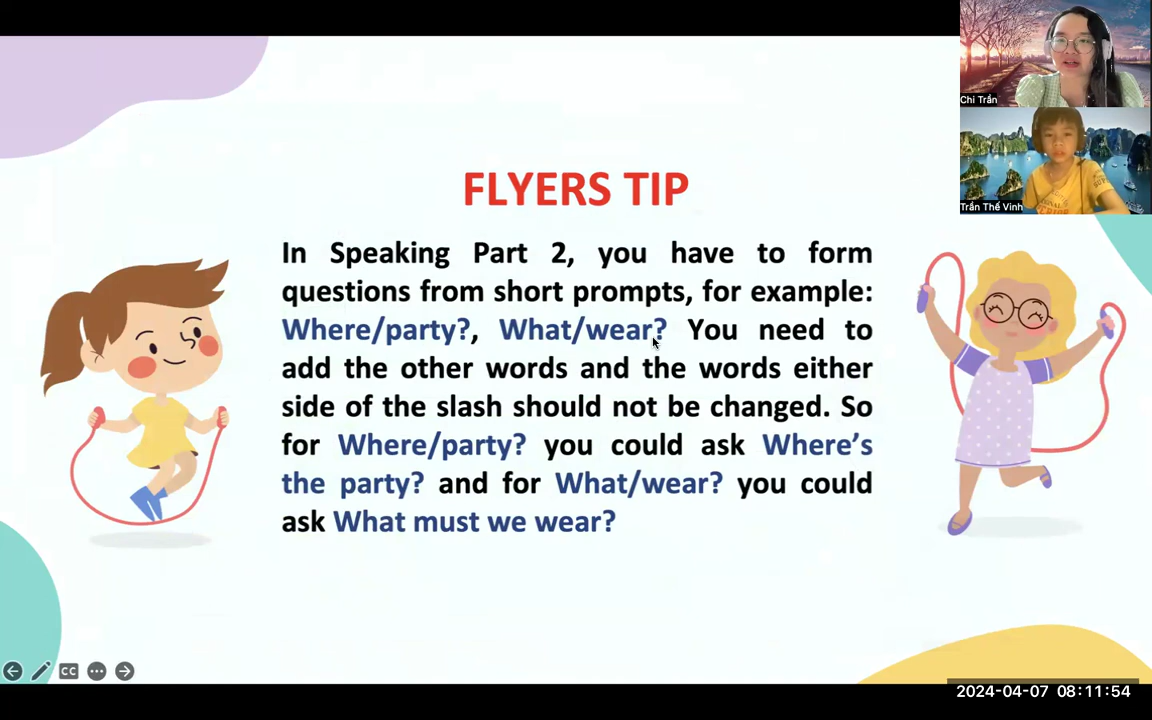 Chi Trần
Trần Thế Vinh
FLYERS TIP
In Speaking Part 2, you have to form
questions from short prompts, for example:
Where/party?, What/wear? You need to
add the other words and the words either
side of the slash should not be changed. So
for Where/party? you could ask Where's
the party? and for What/wear? you could
ask What must we wear?
CC
2024-04-07 08:11:54